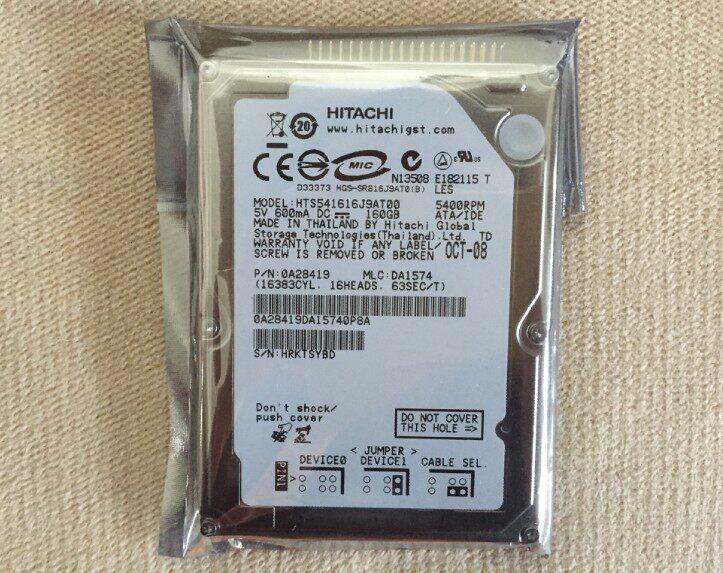 HITACHI
20
www.hitachigst.com
CE MIC N13508 E182115 T
D33373 HGS-SRB16J9AT0(B) LES
MODEL: HTS541616J9AT00 5400RPM
5V 600mA DC 160GB ATA/IDE
MADE IN THAILAND BY Hitachi Global
Storage Technologies(Thailand).Ltd. TD
WARRANTY VOID IF ANY LABEL/ OCT-08
SCREW IS REMOVED OR BROKEN
P/N: 0A28419 MLC: DA1574
(16383CYL. 16HEADS. 63SEC/T)
0A28419DA15740P8A
S/N: HRKTSYBD
Don't shock/
push cover
DO NOT COVER
THIS HOLE =>
< JUMPER >
DEVICE0 DEVICE1 CABLE SEL.
PIN1 >